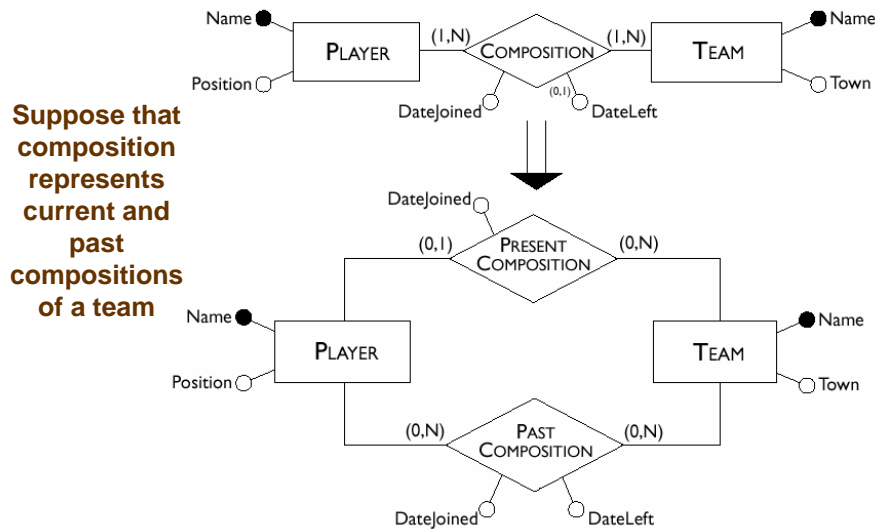 Name
Name
PLAYER
(1,N)
COMPOSITION
(1,N)
TEAM
Position
Town
DateJoined
(0,1)
DateLeft
Suppose that
composition
represents
current and
past
compositions
of a team
DateJoined
(0,1)
PRESENT
COMPOSITION
(0,N)
Name
Name
PLAYER
TEAM
Position
Town
(0,N)
PAST
COMPOSITION
(0,N)
DateJoined
DateLeft